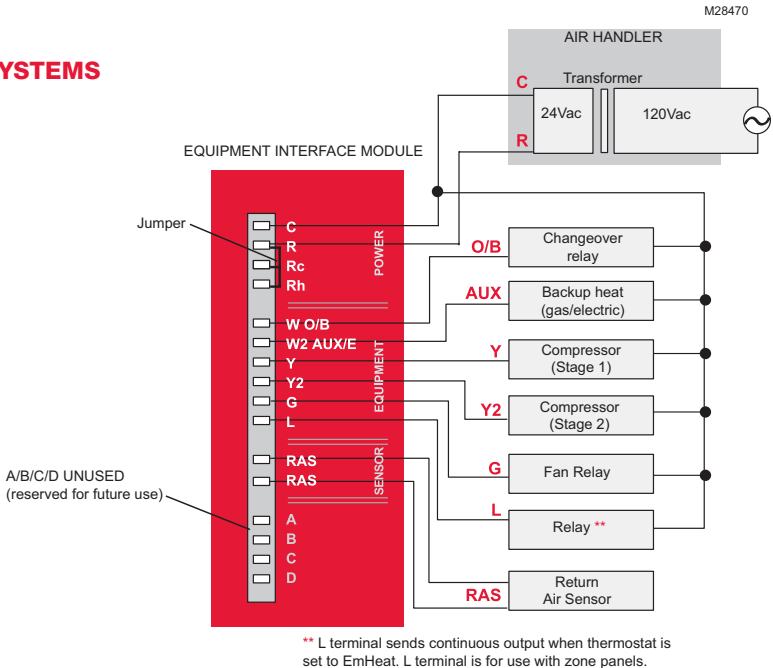 M28470
YSTEMS
AIR HANDLER
C
Transformer
24Vac
120Vac
R
EQUIPMENT INTERFACE MODULE
Jumper
C
R
Rc
Rh
POWER
W O/B
W2 AUX/E
Y
Y2
G
L
EQUIPMENT
RAS
RAS
SENSOR
A
B
C
D
A/B/C/D UNUSED
(reserved for future use)
O/B
Changeover
relay
AUX
Backup heat
(gas/electric)
Y
Compressor
(Stage 1)
Y2
Compressor
(Stage 2)
G
Fan Relay
L
Relay **
RAS
Return
Air Sensor
** L terminal sends continuous output when thermostat is
set to EmHeat. L terminal is for use with zone panels.